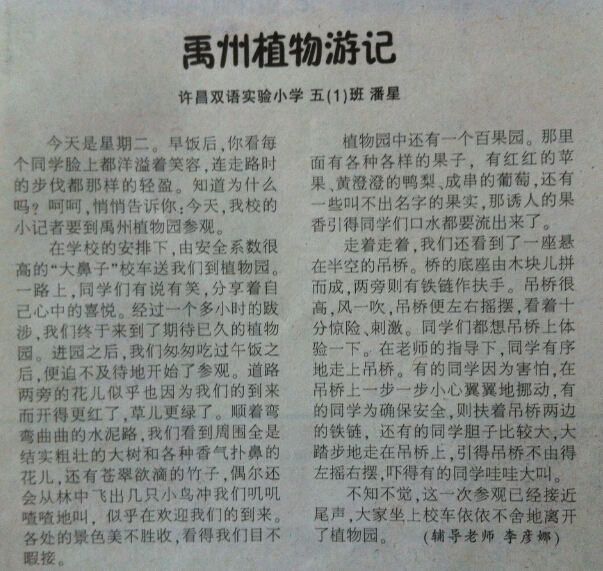 禹州植物游记
许昌双语实验小学 五(1)班 潘星
今天是星期二。早饭后,你看每
个同学脸上都洋溢着笑容,连走路时
的步伐都那样的轻盈。知道为什么
吗?呵呵,悄悄告诉你:今天,我校的
小记者要到禹州植物园参观。
在学校的安排下,由安全系数很
高的“大鼻子”校车送我们到植物园。
一路上,同学们有说有笑,分享着自
己心中的喜悦。经过一个多小时的跋
涉,我们终于来到了期待已久的植物
园。进园之后,我们匆匆吃过午饭之
后,便迫不及待地开始了参观。道路
两旁的花儿似乎也因为我们的到来
而开得更红了,草儿更绿了。顺着弯
弯曲曲的水泥路,我们看到周围全是
结实粗壮的大树和各种香气扑鼻的
花儿,还有苍翠欲滴的竹子,偶尔还
会从林中飞出几只小鸟冲我们叽叽
喳喳地叫,似乎在欢迎我们的到来。
各处的景色美不胜收,看得我们目不
暇接。
植物园中还有一个百果园。那里
面有各种各样的果子,有红红的苹
果、黄澄澄的鸭梨、成串的葡萄,还有
一些叫不出名字的果实,那诱人的果
香引得同学们口水都要流出来了。
走着走着,我们还看到了一座悬
在半空的吊桥。桥的底座由木块儿拼
而成,两旁则有铁链作扶手。吊桥很
高,风一吹,吊桥便左右摇摆,看着十
分惊险、刺激。同学们都想吊桥上体
验一下。在老师的指导下,同学有序
地走上吊桥。有的同学因为害怕,在
吊桥上一步一步小心翼翼地挪动,有
的同学为确保安全,则扶着吊桥两边
的铁链,还有的同学胆子比较大,大
踏步地走在吊桥上,引得吊桥不由得
左摇右摆,吓得有的同学哇哇大叫。
不知不觉,这一次参观已经接近
尾声,大家坐上校车依依不舍地离开
了植物园。 (辅导老师 李彦娜)